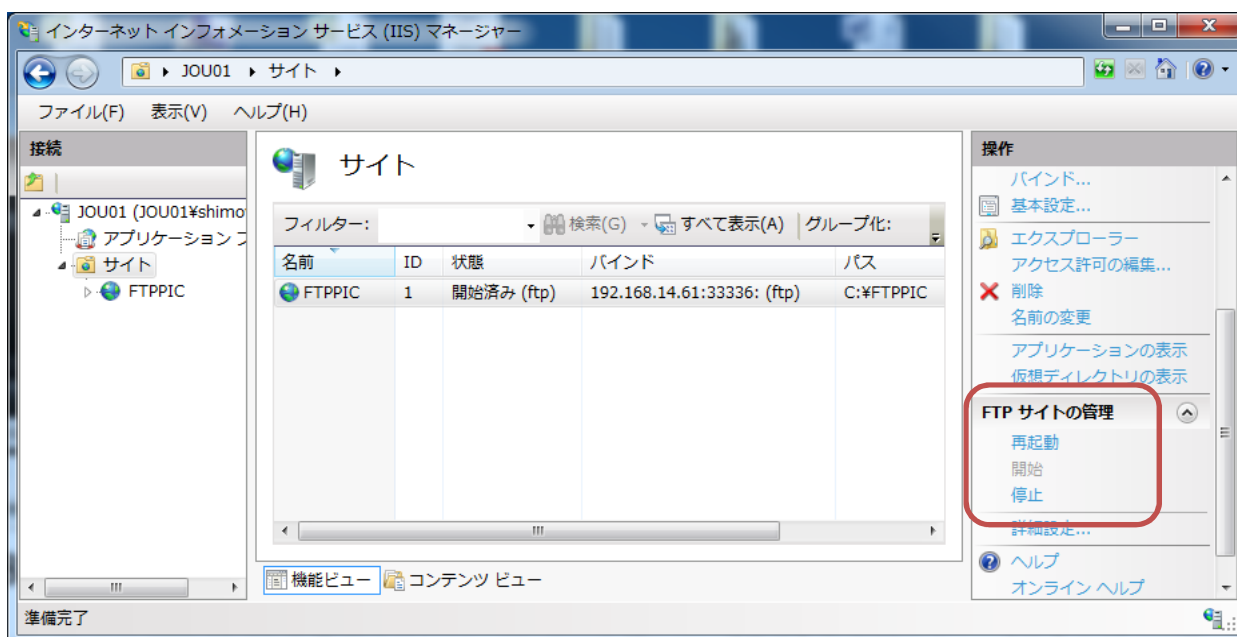 インターネット インフォメーション サービス (IIS) マネージャー
JOU01 サイト
ファイル(F) 表示(V) ヘルプ(H)
接続
JOU01 (JOU01¥shimo
アプリケーション プ
サイト
FTPPIC
サイト
フィルター: 検索(G) すべて表示(A) グループ化:
名前 ID 状態 バインド パス
FTPPIC 1 開始済み (ftp) 192.168.14.61:33336: (ftp) C:¥FTPPIC
機能ビュー コンテンツ ビュー
操作
バインド...
基本設定...
エクスプローラー
アクセス許可の編集...
削除
名前の変更
アプリケーションの表示
仮想ディレクトリの表示
FTP サイトの管理
再起動
開始
停止
詳細設定...
ヘルプ
オンライン ヘルプ
準備完了